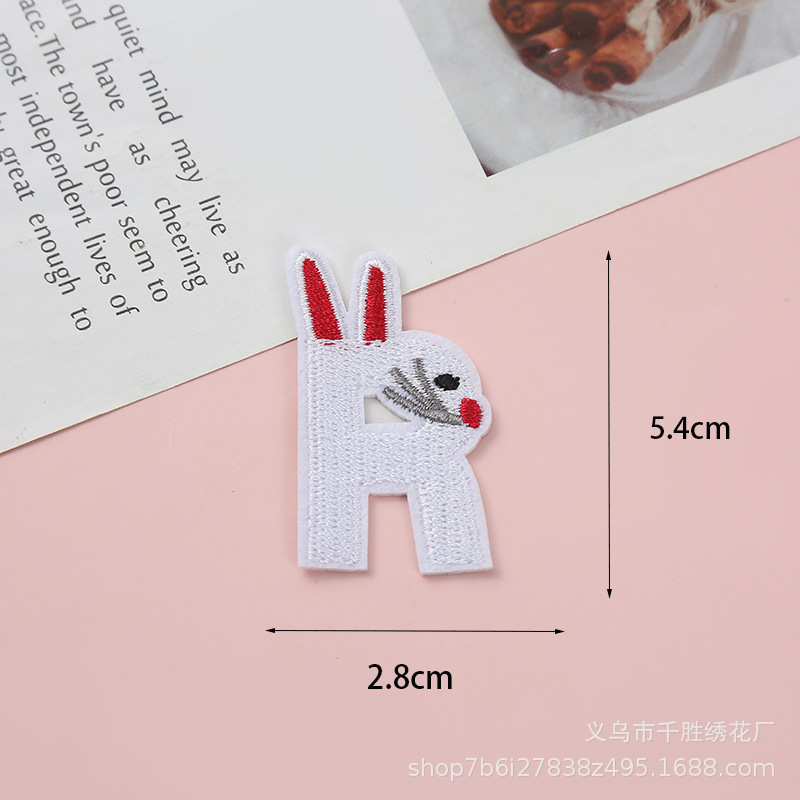 quiet mind may live as
and have as cheering
ace.The town's poor seem to
most independent lives of
great enough to
5.4cm
2.8cm
义乌市千胜绣花厂
shop7b6i27838z495.1688.com